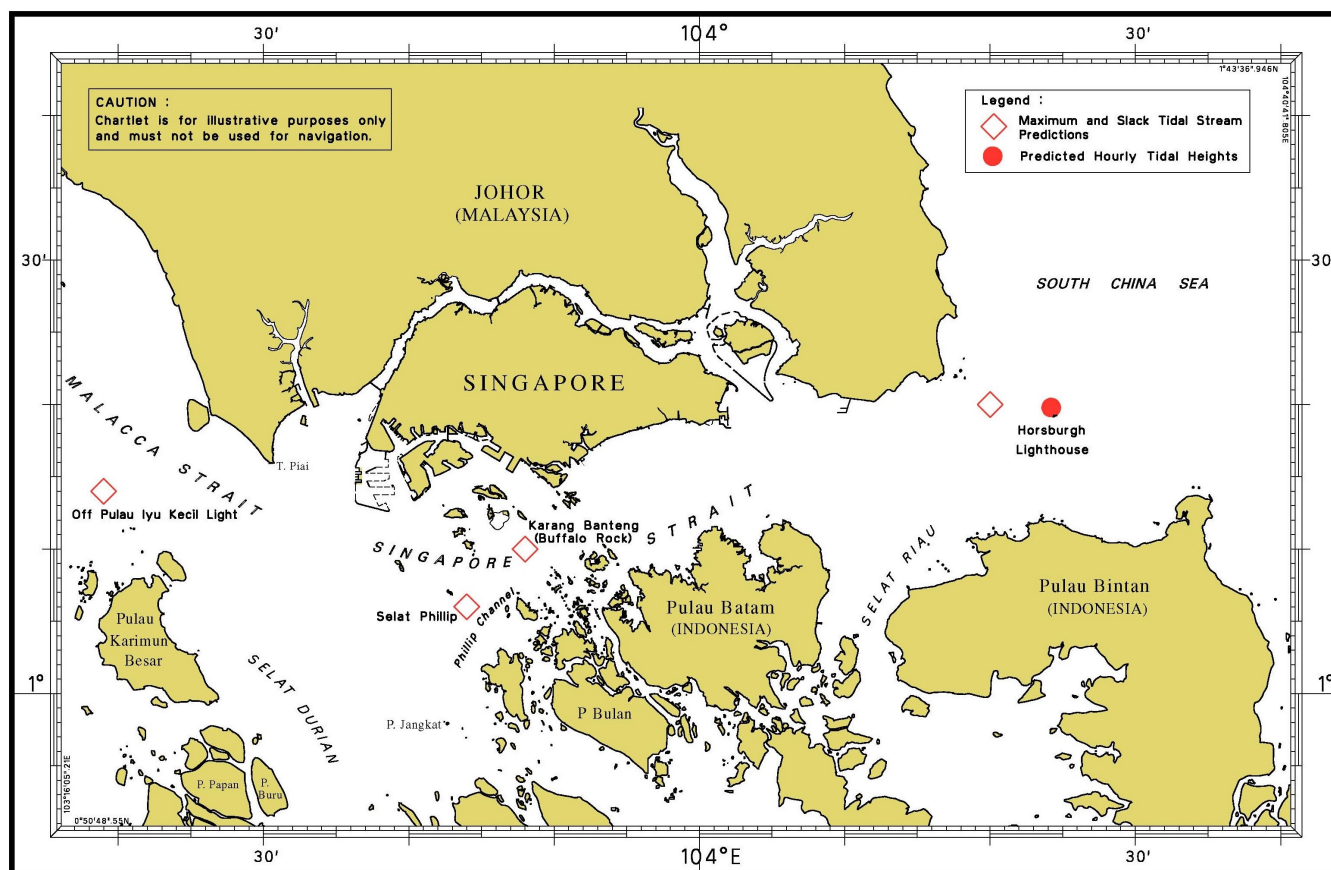 30'
104°
30'
1°43'36".946N
104°40'41".805E
CAUTION :
Chartlet is for illustrative purposes only
and must not be used for navigation.
Legend :
Maximum and Slack Tidal Stream
Predictions
Predicted Hourly Tidal Heights
JOHOR
(MALAYSIA)
30'
30'
SOUTH CHINA SEA
SINGAPORE
MALACCA STRAIT
Horsburgh
Lighthouse
T. Piai
Off Pulau Iyu Kecil Light
Karang Banteng
(Buffalo Rock)
SINGAPORE STRAIT
SELAT RIAU
Pulau Bintan
(INDONESIA)
Pulau Batam
(INDONESIA)
Selat Phillip
Phillip Channel
Pulau
Karimun
Besar
SELAT DURIAN
1°
1°
P Bulan
P. Jangkat
P. Papan
P.
Buru
103°16'05".21E
0°50'48".55N
30'
104°E
30'